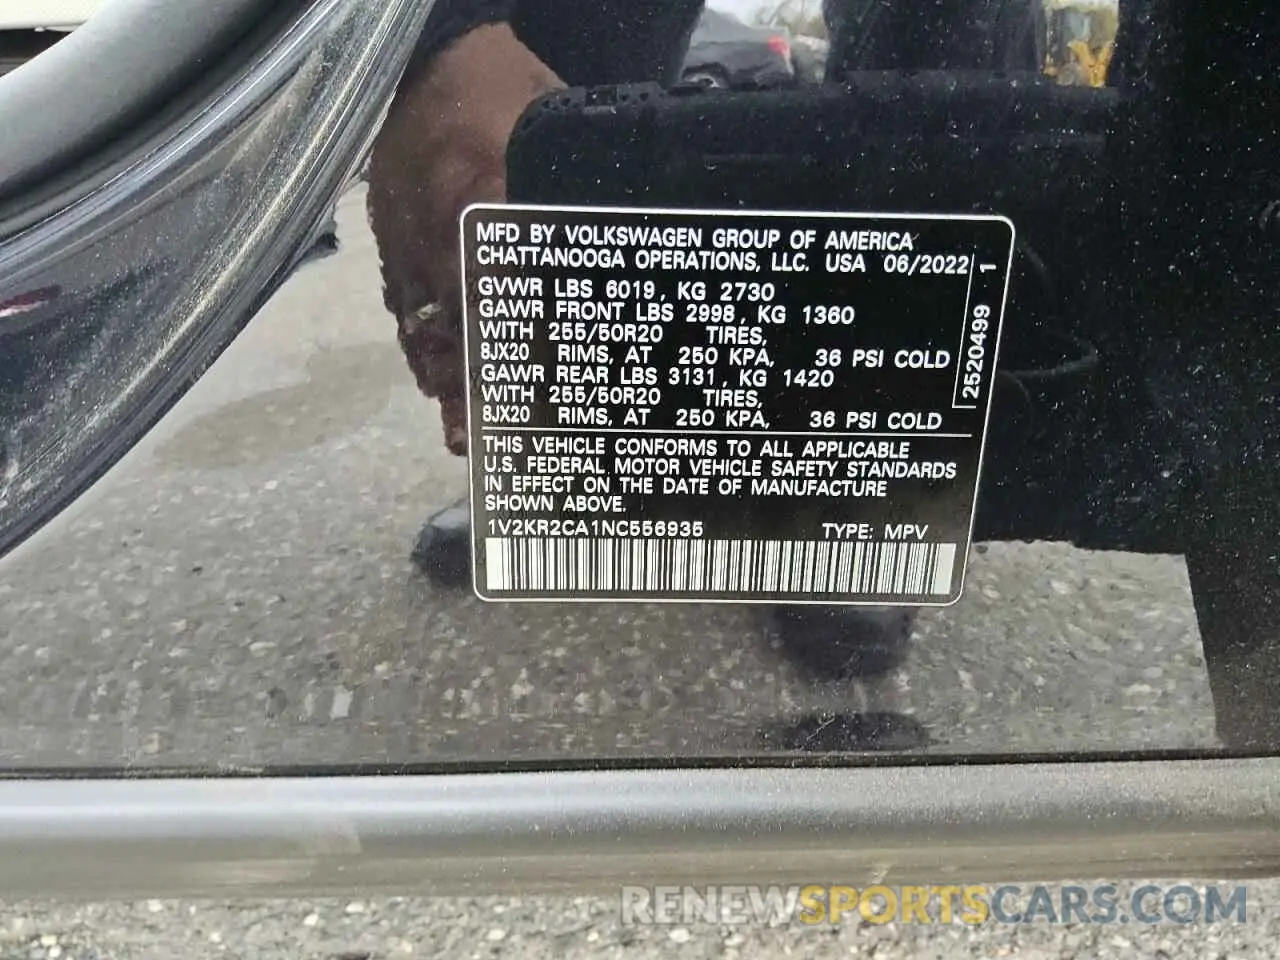 MFD BY VOLKSWAGEN GROUP OF AMERICA
CHATTANOOGA OPERATIONS, LLC. USA 06/2022
GVWR LBS 6019, KG 2730
GAWR FRONT LBS 2998, KG 1360
WITH 255/50R20 TIRES,
8JX20 RIMS, AT 250 KPA, 36 PSI COLD
GAWR REAR LBS 3131, KG 1420
WITH 255/50R20 TIRES,
8JX20 RIMS, AT 250 KPA, 36 PSI COLD
2520499 1
THIS VEHICLE CONFORMS TO ALL APPLICABLE
U.S. FEDERAL MOTOR VEHICLE SAFETY STANDARDS
IN EFFECT ON THE DATE OF MANUFACTURE
SHOWN ABOVE.
1V2KR2CA1NC556935 TYPE: MPV
RENEWSPORTSCARS.COM